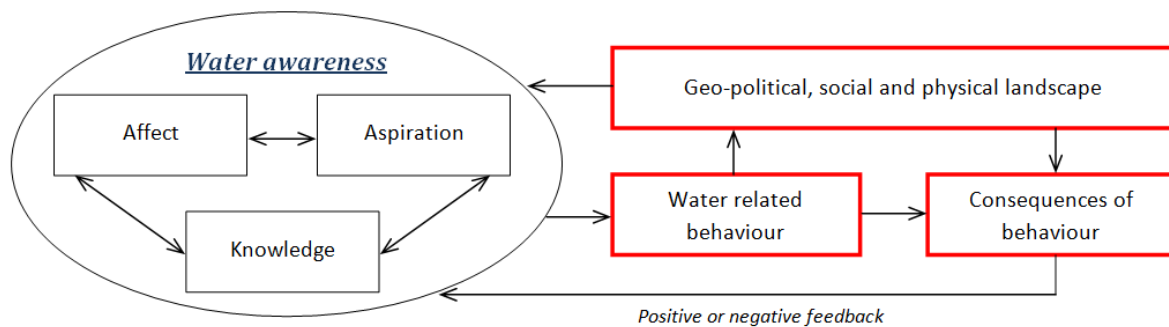 Water awareness
Affect
Aspiration
Knowledge
Geo-political, social and physical landscape
Water related
behaviour
Consequences of
behaviour
Positive or negative feedback